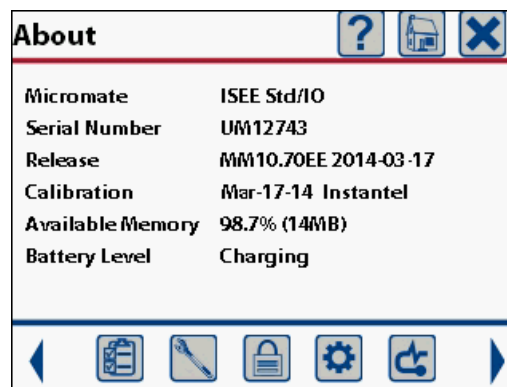 About
Micromate ISEE Std/IO
Serial Number UM12743
Release MM10.70EE 2014-03-17
Calibration Mar-17-14 Instantel
Available Memory 98.7% (14MB)
Battery Level Charging